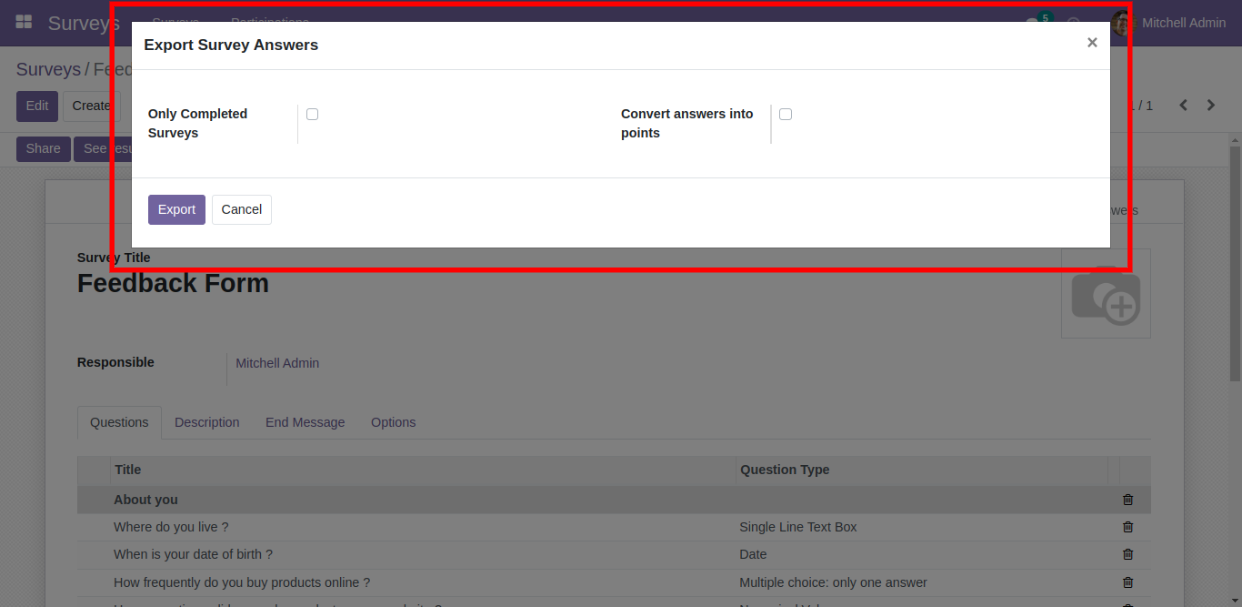 Surveys Surveys Participations 5 Mitchell Admin
Export Survey Answers ×
Surveys / Feed
Edit Create / 1
Only Completed
Surveys
Convert answers into
points
Share See resu
Export Cancel
wers
Survey Title
Feedback Form
Responsible Mitchell Admin
Questions Description End Message Options
Title Question Type
About you
Where do you live ? Single Line Text Box
When is your date of birth ? Date
How frequently do you buy products online ? Multiple choice: only one answer